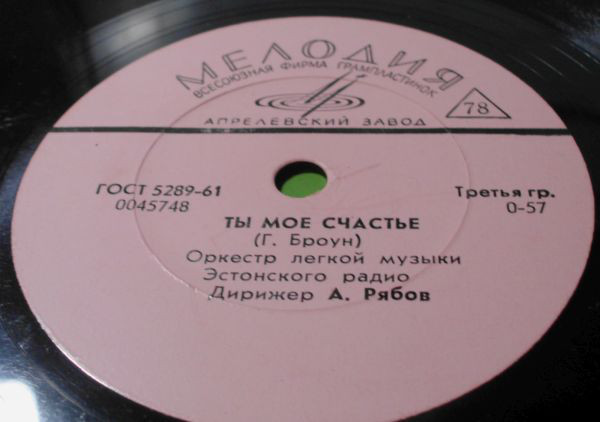 МЕЛОДИЯ
ВСЕСОЮЗНАЯ ФИРМА ГРАМПЛАСТИНОК
78
АПРЕЛЕВСКИЙ ЗАВОД
ГОСТ 5289-61
0045748
Третья гр.
0-57
ТЫ МОЕ СЧАСТЬЕ
(Г. Броун)
Оркестр легкой музыки
Эстонского радио
Дирижер А. Рябов